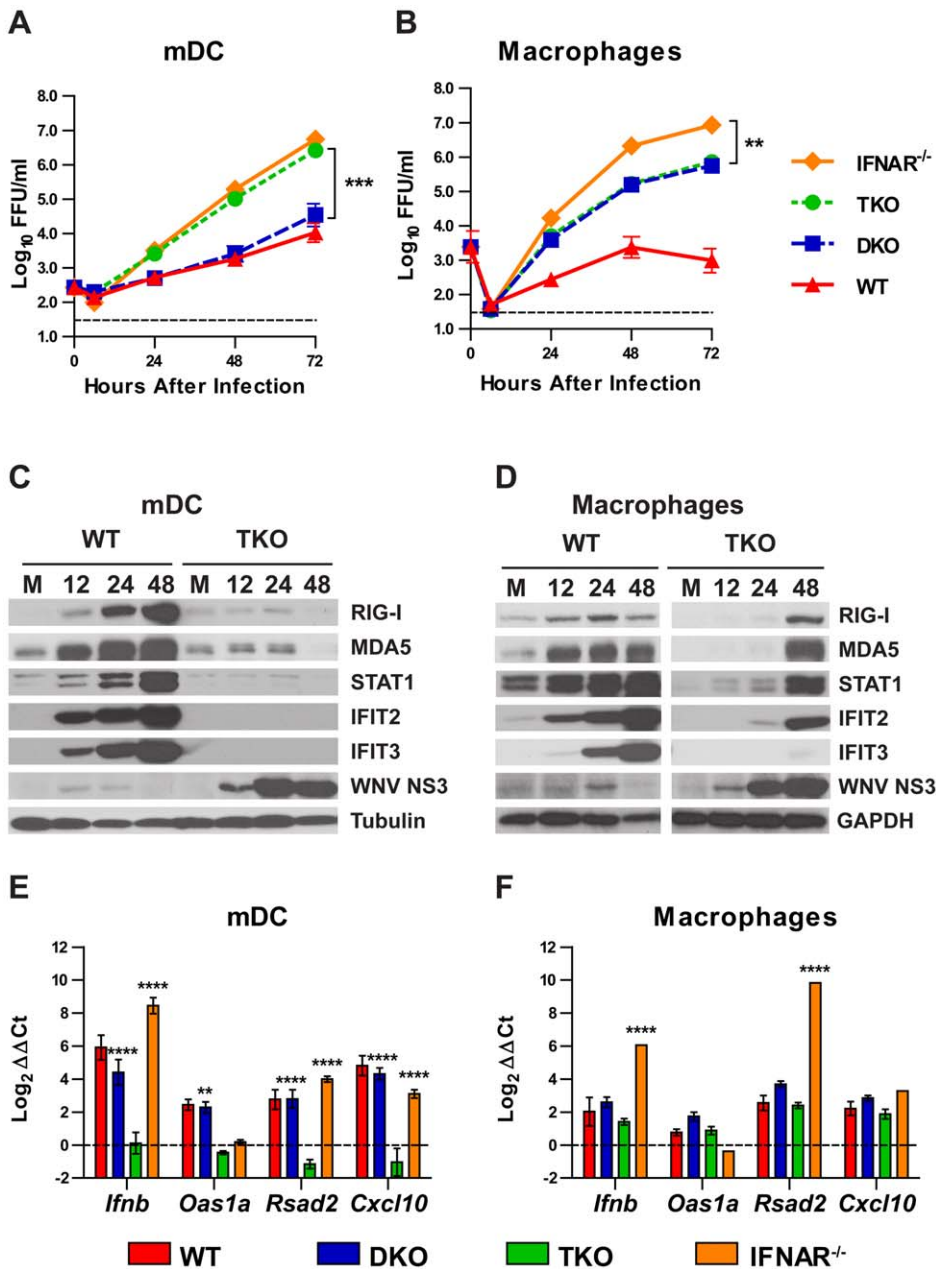 A
mDC
8.0
7.0
6.0
5.0
4.0
3.0
2.0
1.0
Log10 FFU/ml
***
0 24 48 72
Hours After Infection
B
Macrophages
8.0
7.0
6.0
5.0
4.0
3.0
2.0
1.0
Log10 FFU/ml
**
0 24 48 72
Hours After Infection
IFNAR-/-
TKO
DKO
WT
C
mDC
WT TKO
M 12 24 48 M 12 24 48
RIG-I
MDA5
STAT1
IFIT2
IFIT3
WNV NS3
Tubulin
D
Macrophages
WT TKO
M 12 24 48 M 12 24 48
RIG-I
MDA5
STAT1
IFIT2
IFIT3
WNV NS3
GAPDH
E
mDC
12
10
8
6
4
2
0
-2
Log2 ΔΔCt
**** **** ** **** **** **** ****
Ifnb Oas1a Rsad2 Cxcl10
F
Macrophages
12
10
8
6
4
2
0
-2
Log2 ΔΔCt
**** ****
Ifnb Oas1a Rsad2 Cxcl10
WT DKO TKO IFNAR-/-